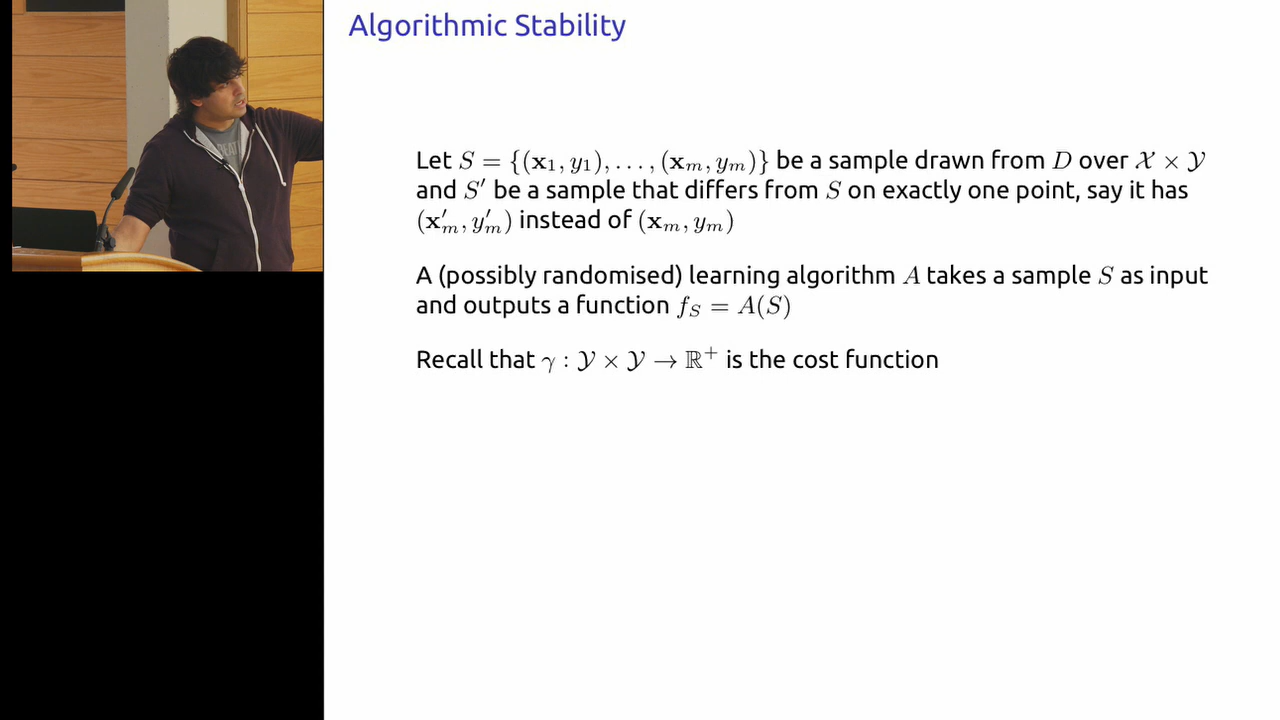 Algorithmic Stability
Let S = {(x₁, y₁), . . . , (xₘ, yₘ)} be a sample drawn from D over 𝒳 × 𝒴
and S′ be a sample that differs from S on exactly one point, say it has
(x′ₘ, y′ₘ) instead of (xₘ, yₘ)
A (possibly randomised) learning algorithm A takes a sample S as input
and outputs a function f_S = A(S)
Recall that γ : 𝒴 × 𝒴 → ℝ⁺ is the cost function